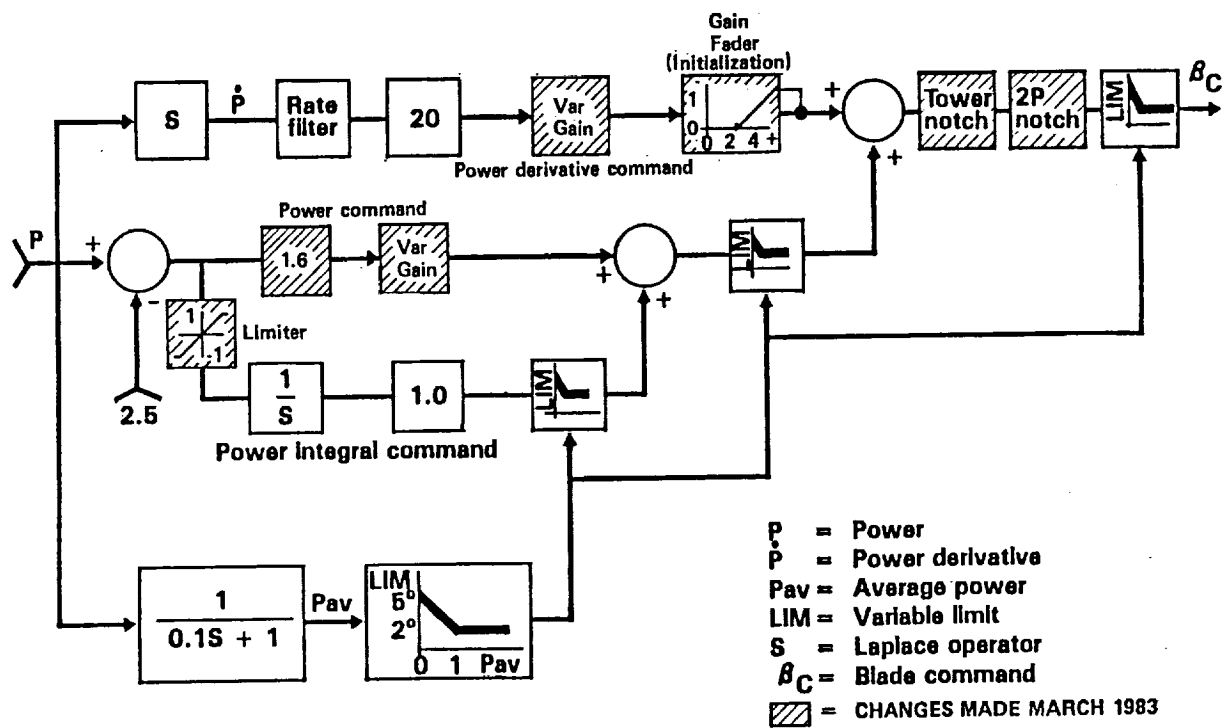 Gain
Fader
(Initialization)
S
Ṗ
Rate
filter
20
Var
Gain
1
0
0 2 4 +
+
+
Tower
notch
2P
notch
LIM
βC
Power derivative command
Power command
P
+
-
1.6
Var
Gain
+
+
LIM
1
-1
Limiter
2.5
1
S
1.0
LIM
Power integral command
1
0.1S + 1
Pav
LIM
5°
2°
0 1 Pav
P = Power
Ṗ = Power derivative
Pav = Average power
LIM = Variable limit
S = Laplace operator
βC = Blade command
= CHANGES MADE MARCH 1983